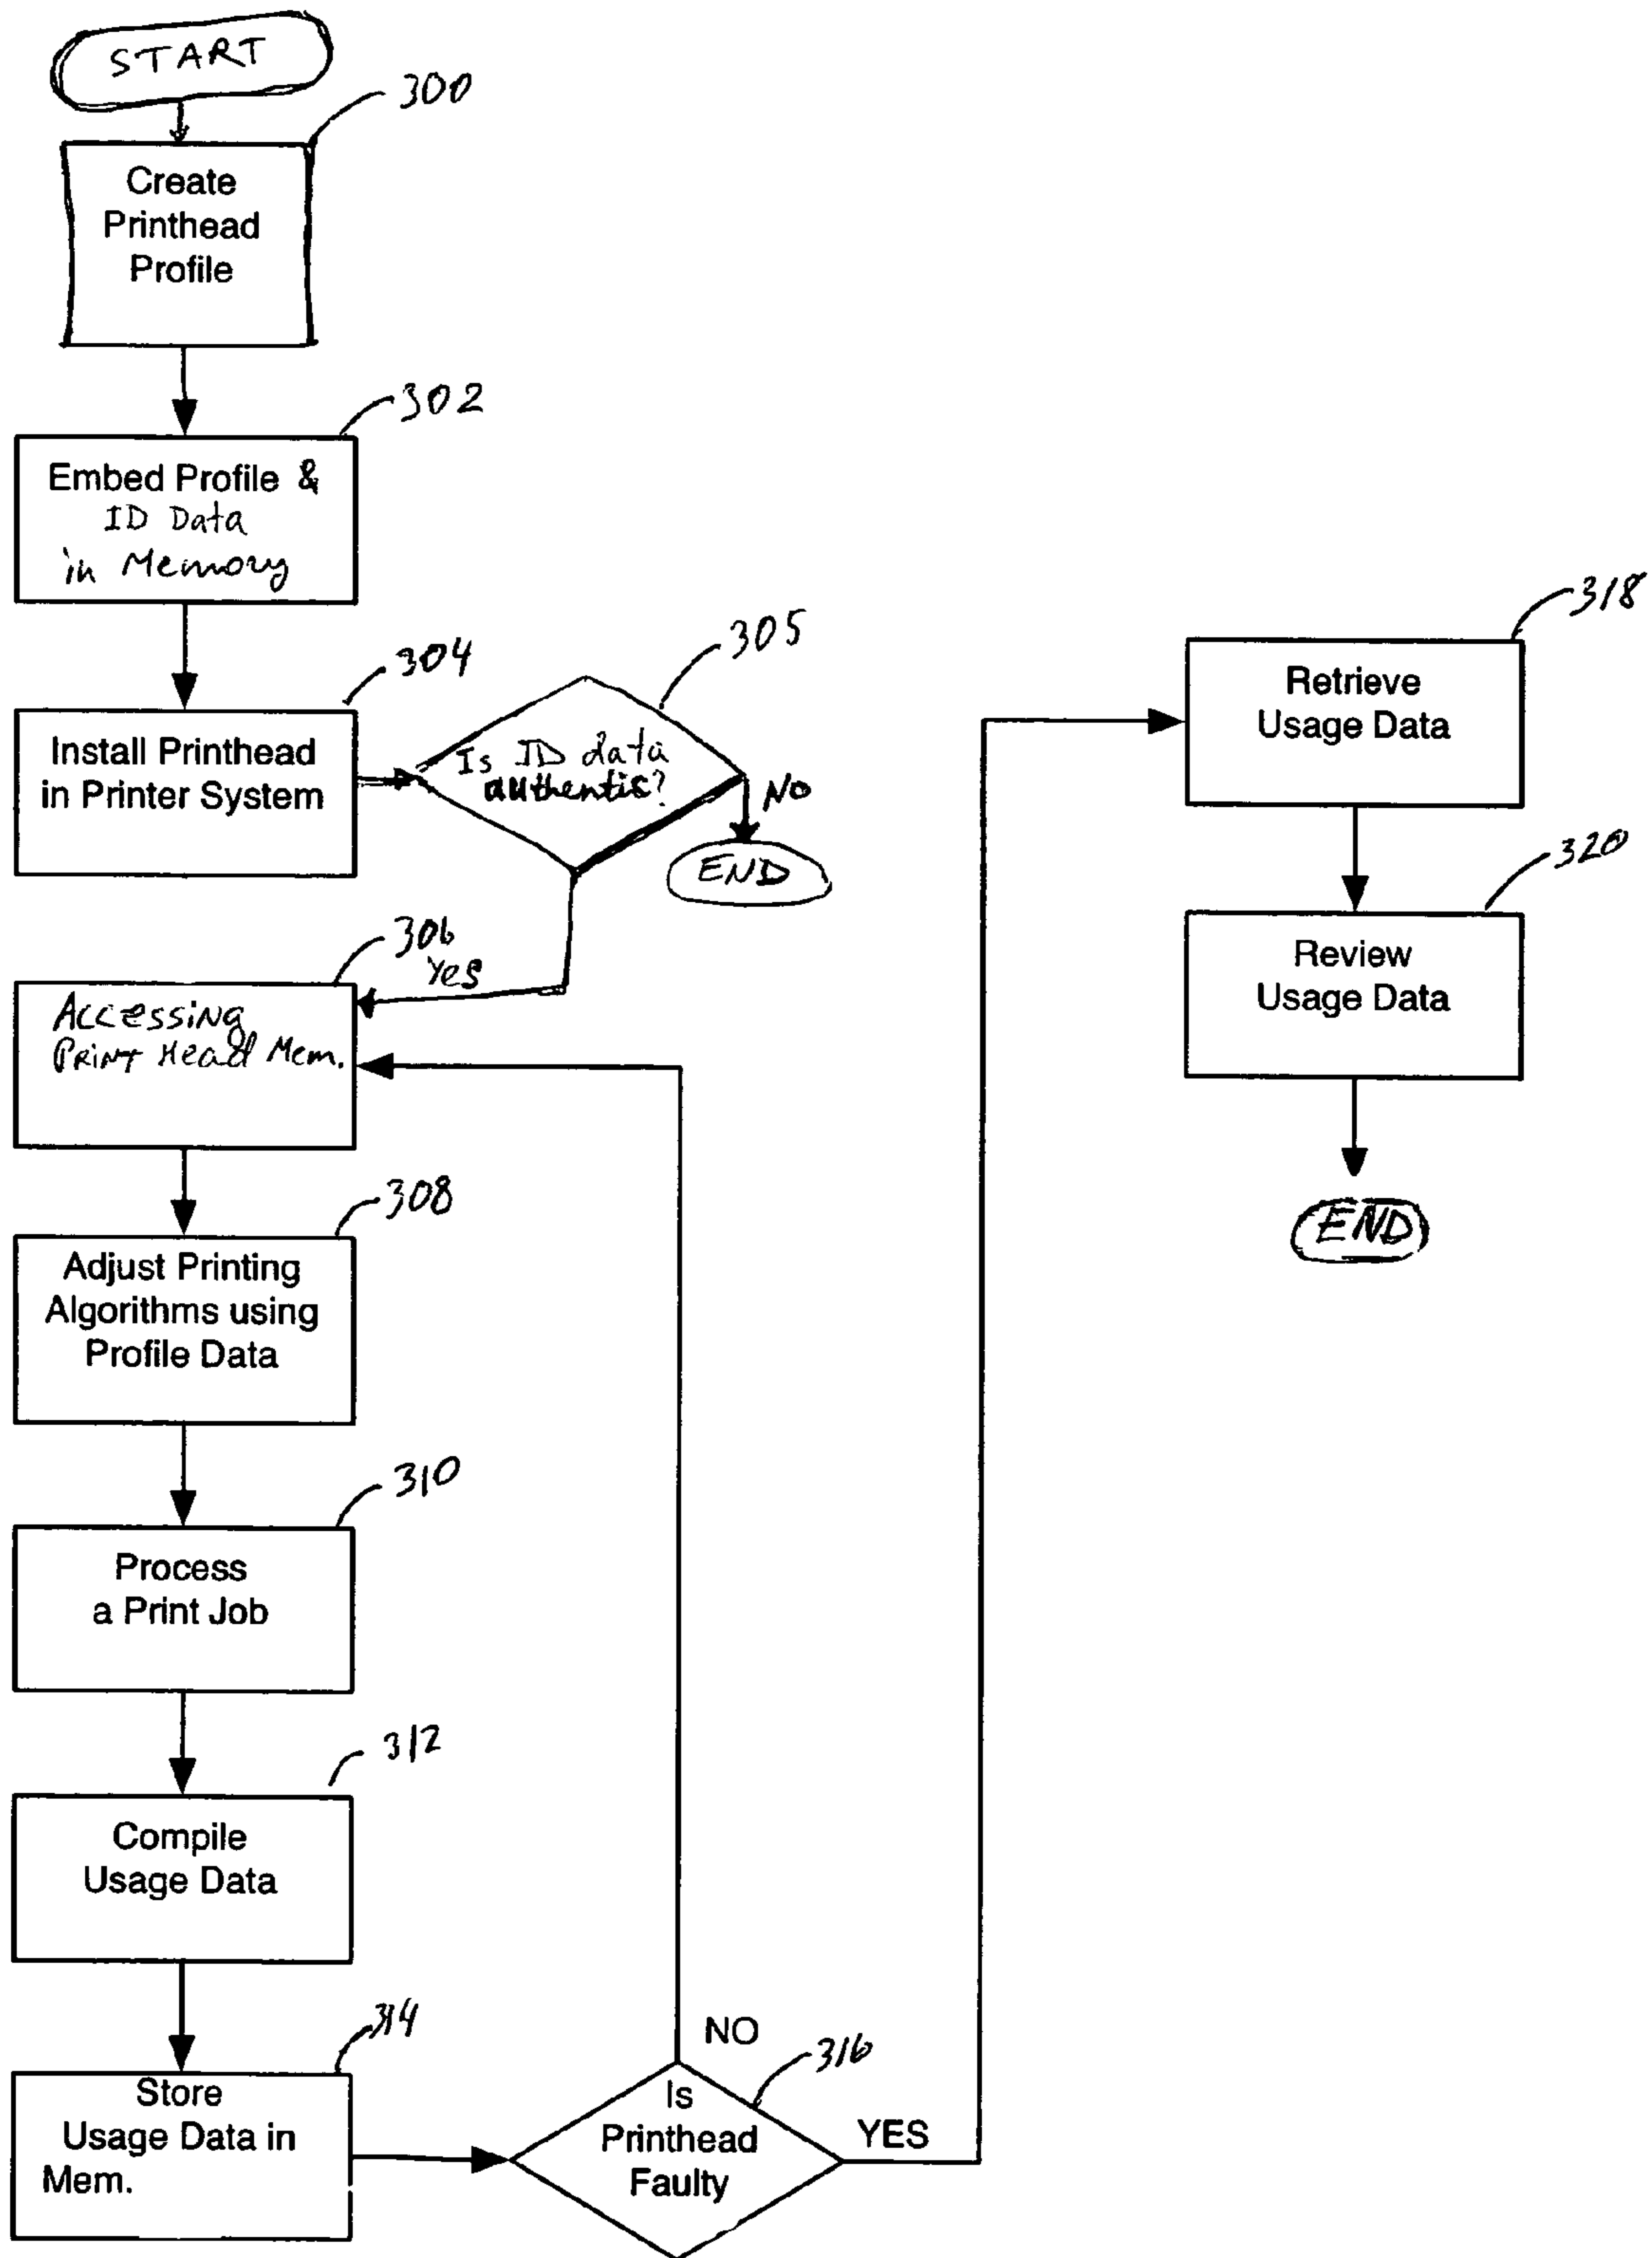 START
300
Create
Printhead
Profile
302
Embed Profile &
ID Data
in Memory
304
Install Printhead
in Printer System
305
Is ID data
authentic?
NO
END
306
Yes
Accessing
Print Head Mem.
308
Adjust Printing
Algorithms using
Profile Data
310
Process
a Print Job
312
Compile
Usage Data
314
Store
Usage Data in
Mem.
316
Is
Printhead
Faulty
NO
YES
318
Retrieve
Usage Data
320
Review
Usage Data
END